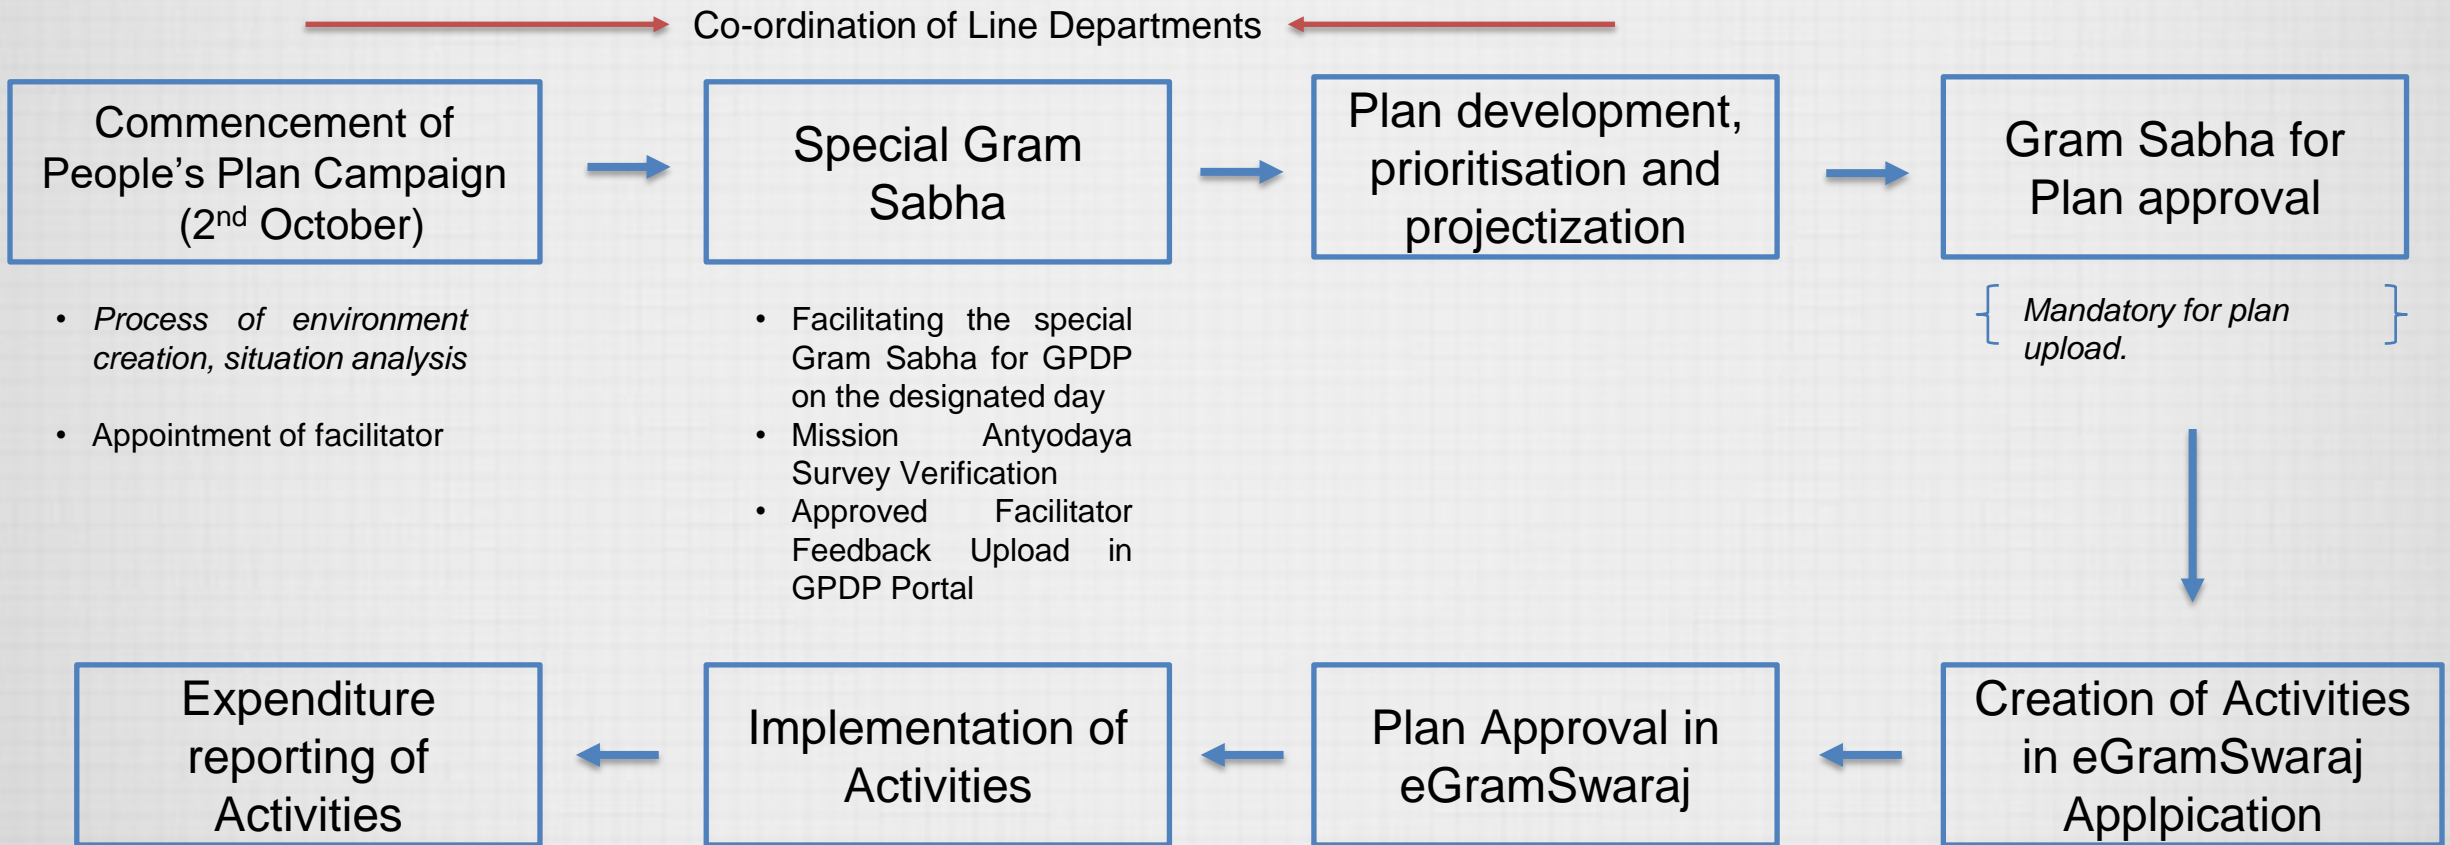 Co-ordination of Line Departments
Commencement of
People’s Plan Campaign
(2nd October)
Special Gram
Sabha
Plan development,
prioritisation and
projectization
Gram Sabha for
Plan approval
• Process of environment
creation, situation analysis
• Appointment of facilitator
• Facilitating the special
Gram Sabha for GPDP
on the designated day
• Mission Antyodaya
Survey Verification
• Approved Facilitator
Feedback Upload in
GPDP Portal
Mandatory for plan
upload.
Expenditure
reporting of
Activities
Implementation of
Activities
Plan Approval in
eGramSwaraj
Creation of Activities
in eGramSwaraj
Applpication